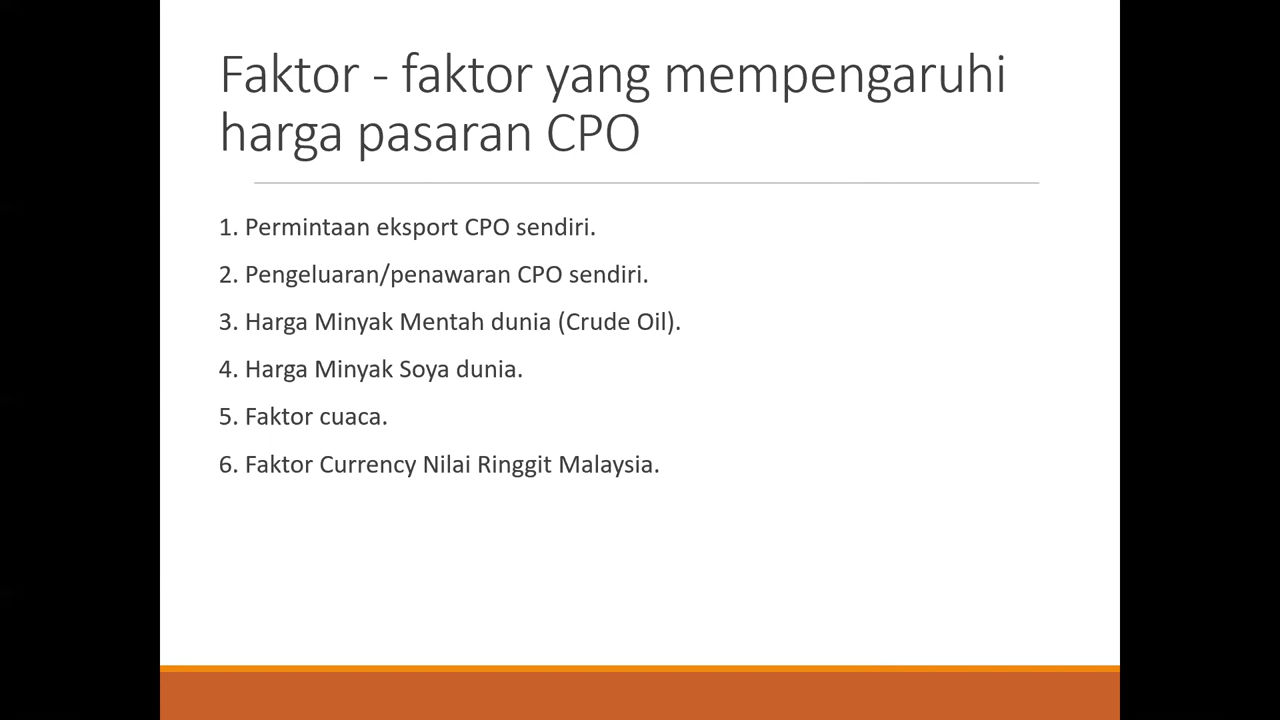 Faktor - faktor yang mempengaruhi
harga pasaran CPO
1. Permintaan eksport CPO sendiri.
2. Pengeluaran/penawaran CPO sendiri.
3. Harga Minyak Mentah dunia (Crude Oil).
4. Harga Minyak Soya dunia.
5. Faktor cuaca.
6. Faktor Currency Nilai Ringgit Malaysia.